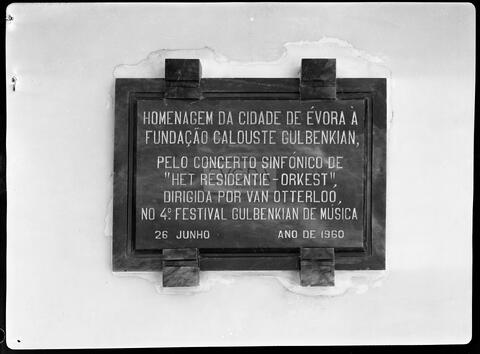 HOMENAGEM DA CIDADE DE ÉVORA À
FUNDAÇÃO CALOUSTE GULBENKIAN,
PELO CONCERTO SINFÓNICO DE
"HET RESIDENTIE-ORKEST",
DIRIGIDA POR VAN OTTERLOO,
NO 4º FESTIVAL GULBENKIAN DE MÚSICA
26 JUNHO ANO DE 1960